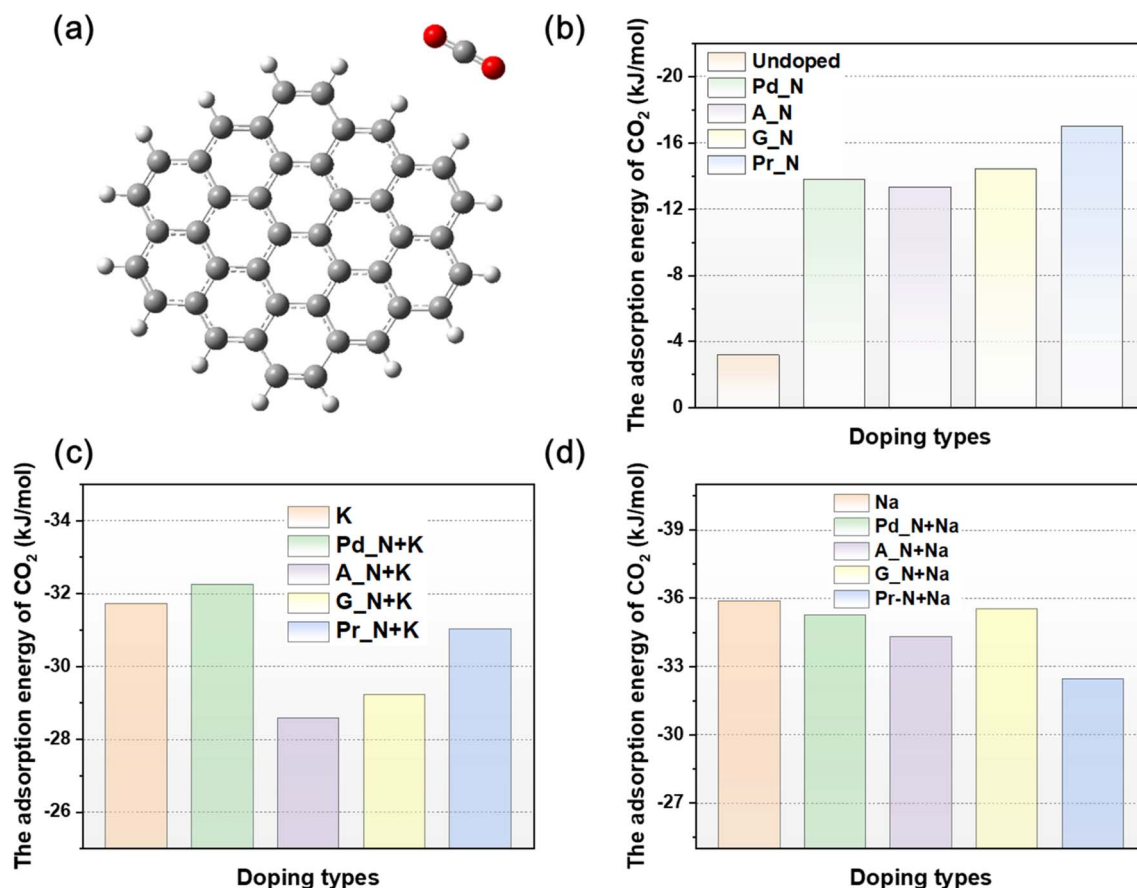 (a)
(b)
The adsorption energy of CO2 (kJ/mol)
-20
-16
-12
-8
-4
0
Undoped
Pd_N
A_N
G_N
Pr_N
Doping types
(c)
The adsorption energy of CO2 (kJ/mol)
-34
-32
-30
-28
-26
K
Pd_N+K
A_N+K
G_N+K
Pr_N+K
Doping types
(d)
The adsorption energy of CO2 (kJ/mol)
-39
-36
-33
-30
-27
Na
Pd_N+Na
A_N+Na
G_N+Na
Pr-N+Na
Doping types